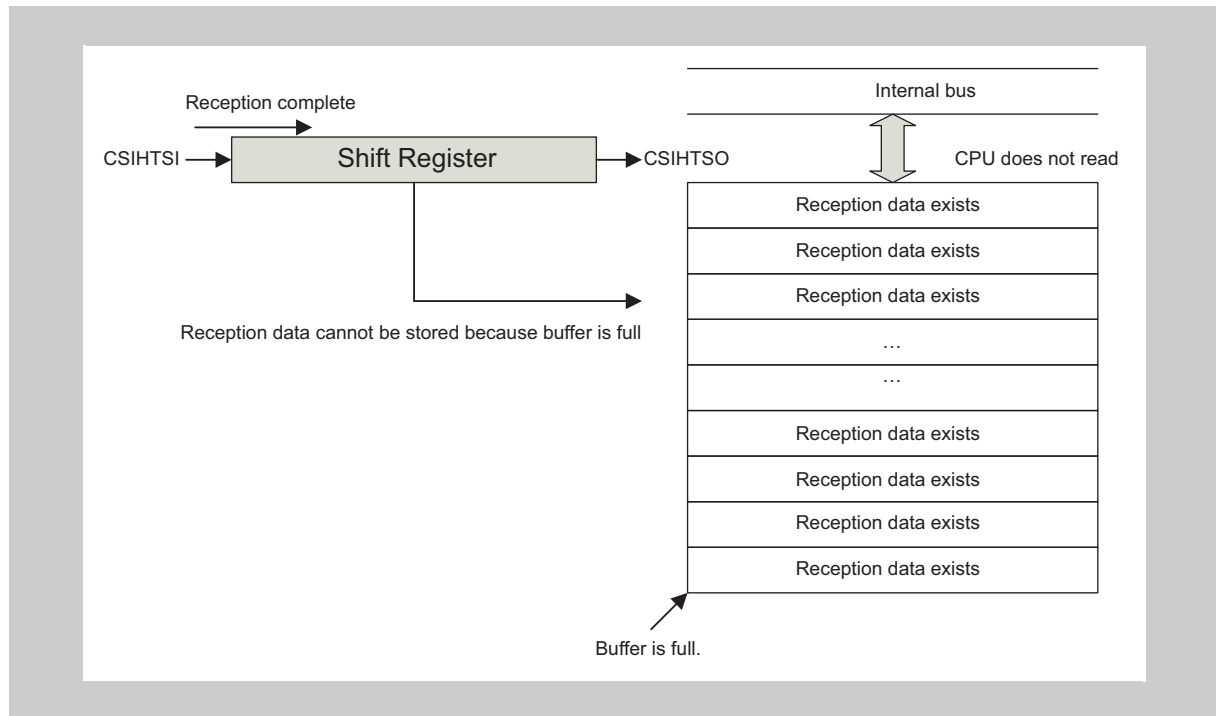 Internal bus
Reception complete
CSIHTSI
Shift Register
CSIHTSO
CPU does not read
Reception data exists
Reception data exists
Reception data exists
Reception data cannot be stored because buffer is full
...
...
Reception data exists
Reception data exists
Reception data exists
Reception data exists
Buffer is full.